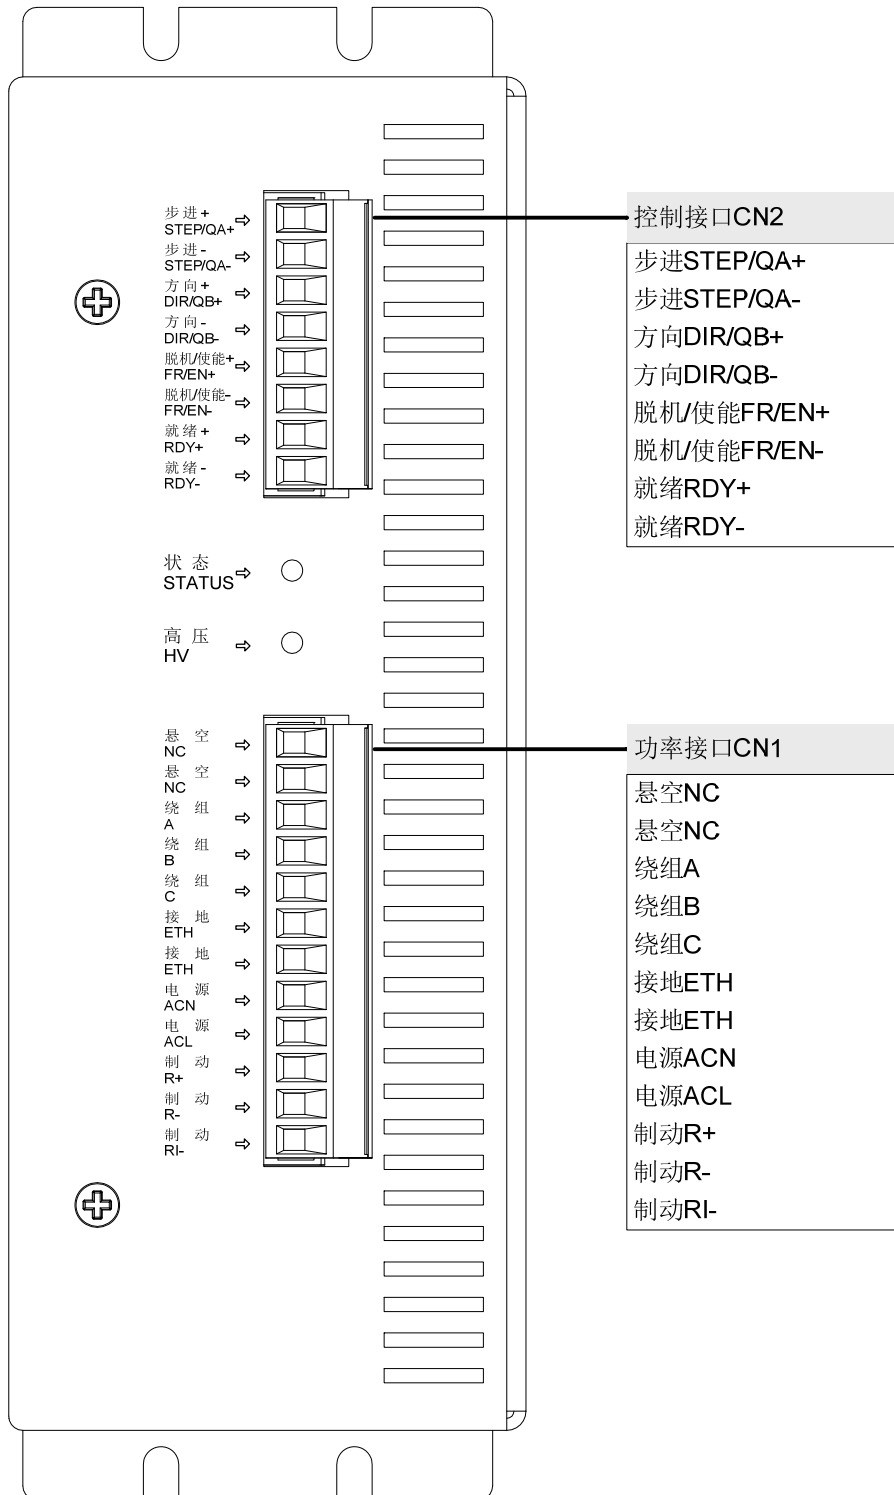 步进+
STEP/QA+
步进-
STEP/QA-
方向+
DIR/QB+
方向-
DIR/QB-
脱机/使能+
FR/EN+
脱机/使能-
FR/EN-
就绪+
RDY+
就绪-
RDY-
状态
STATUS
高压
HV
悬空
NC
悬空
NC
绕组
A
绕组
B
绕组
C
接地
ETH
接地
ETH
电源
ACN
电源
ACL
制动
R+
制动
R-
制动
RI-
控制接口CN2
步进STEP/QA+
步进STEP/QA-
方向DIR/QB+
方向DIR/QB-
脱机/使能FR/EN+
脱机/使能FR/EN-
就绪RDY+
就绪RDY-
功率接口CN1
悬空NC
悬空NC
绕组A
绕组B
绕组C
接地ETH
接地ETH
电源ACN
电源ACL
制动R+
制动R-
制动RI-